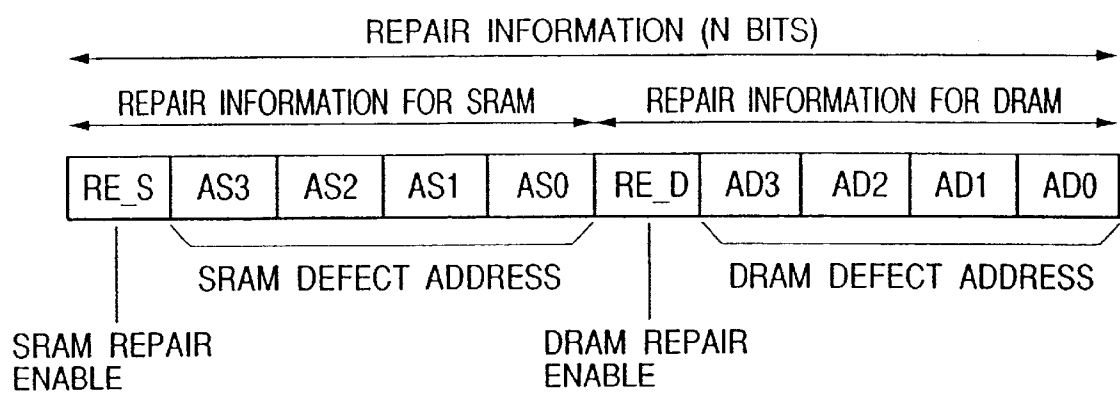 REPAIR INFORMATION (N BITS)
REPAIR INFORMATION FOR SRAM REPAIR INFORMATION FOR DRAM
RE_S AS3 AS2 AS1 AS0 RE_D AD3 AD2 AD1 AD0
SRAM DEFECT ADDRESS DRAM DEFECT ADDRESS
SRAM REPAIR DRAM REPAIR
ENABLE ENABLE